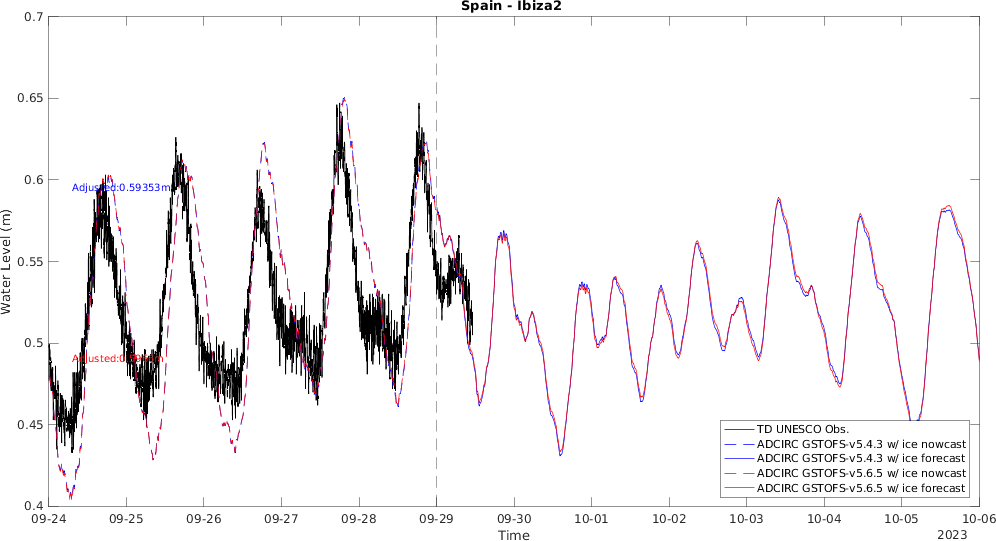 Spain - Ibiza2
0.7
0.65
0.6
0.55
0.5
0.45
0.4
Water Level (m)
Adjusted:0.59353m
Adjusted:
TD UNESCO Obs.
ADCIRC GSTOFS-v5.4.3 w/ ice nowcast
ADCIRC GSTOFS-v5.4.3 w/ ice forecast
ADCIRC GSTOFS-v5.6.5 w/ ice nowcast
ADCIRC GSTOFS-v5.6.5 w/ ice forecast
09-24 09-25 09-26 09-27 09-28 09-29 09-30 10-01 10-02 10-03 10-04 10-05 10-06
Time
2023